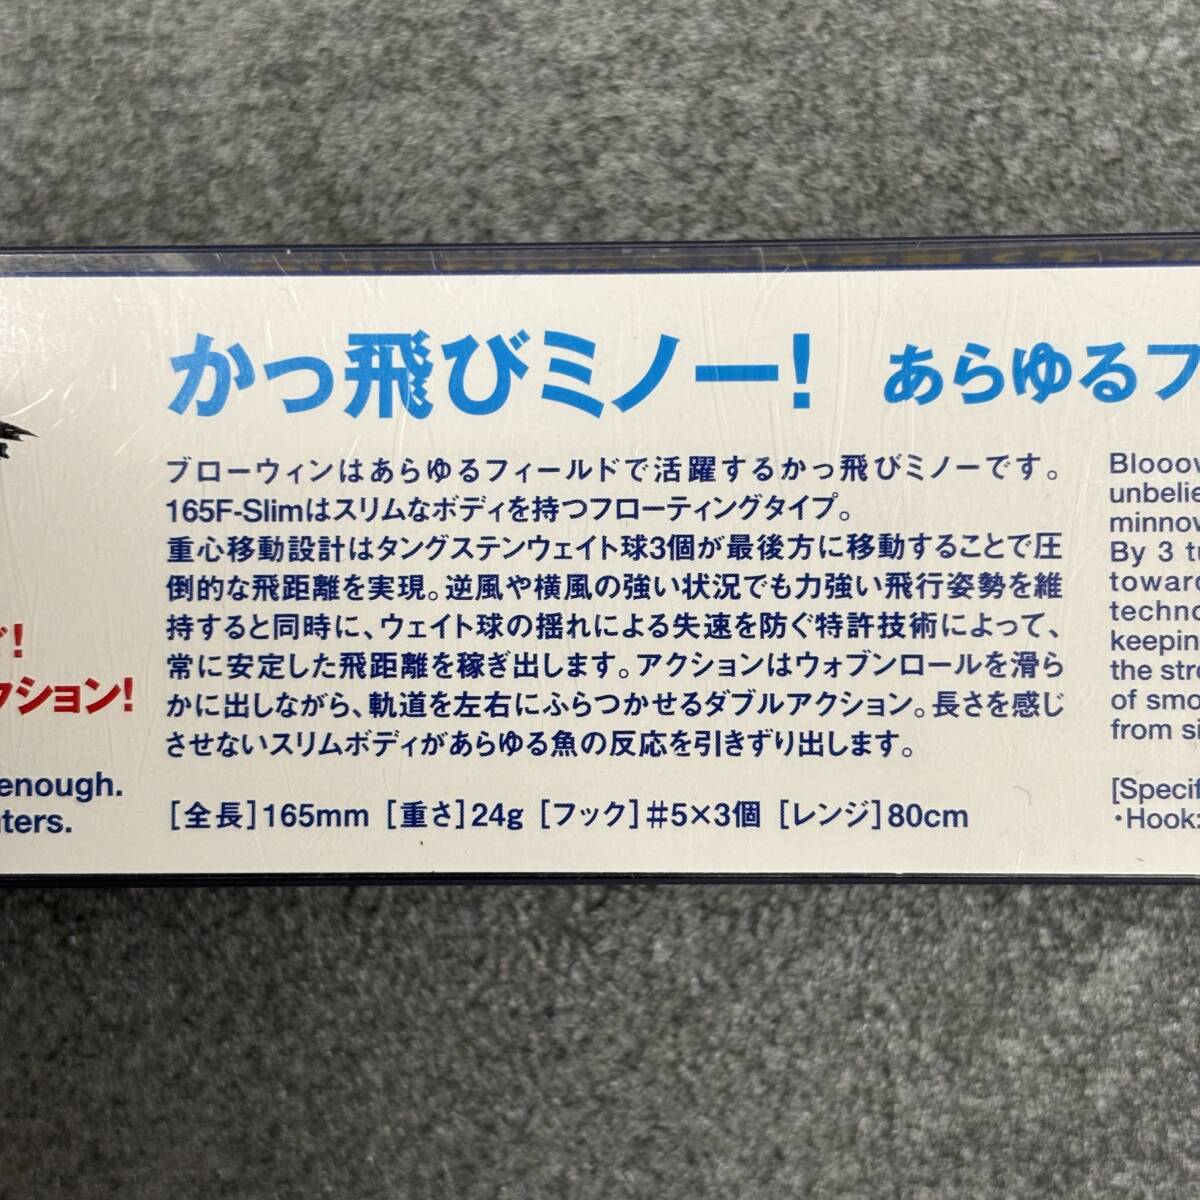 かっ飛びミノー! あらゆるフ
ブローウィンはあらゆるフィールドで活躍するかっ飛びミノーです。
165F-Slimはスリムなボディを持つフローティングタイプ。
重心移動設計はタングステンウェイト球3個が最後方に移動することで圧
倒的な飛距離を実現。逆風や横風の強い状況でも力強い飛行姿勢を維
持すると同時に、ウェイト球の揺れによる失速を防ぐ特許技術によって、
常に安定した飛距離を稼ぎ出します。アクションはウォブンロールを滑ら
かに出しながら、軌道を左右にふらつかせるダブルアクション。長さを感じ
させないスリムボディがあらゆる魚の反応を引きずり出します。
[全長]165mm [重さ]24g [フック]#5×3個 [レンジ]80cm
!
クション!
enough.
ters.
Blooow
unbelie
minnow
By 3 tu
toward
techno
keeping
the stro
of smo
from s
[Specif
・Hook: